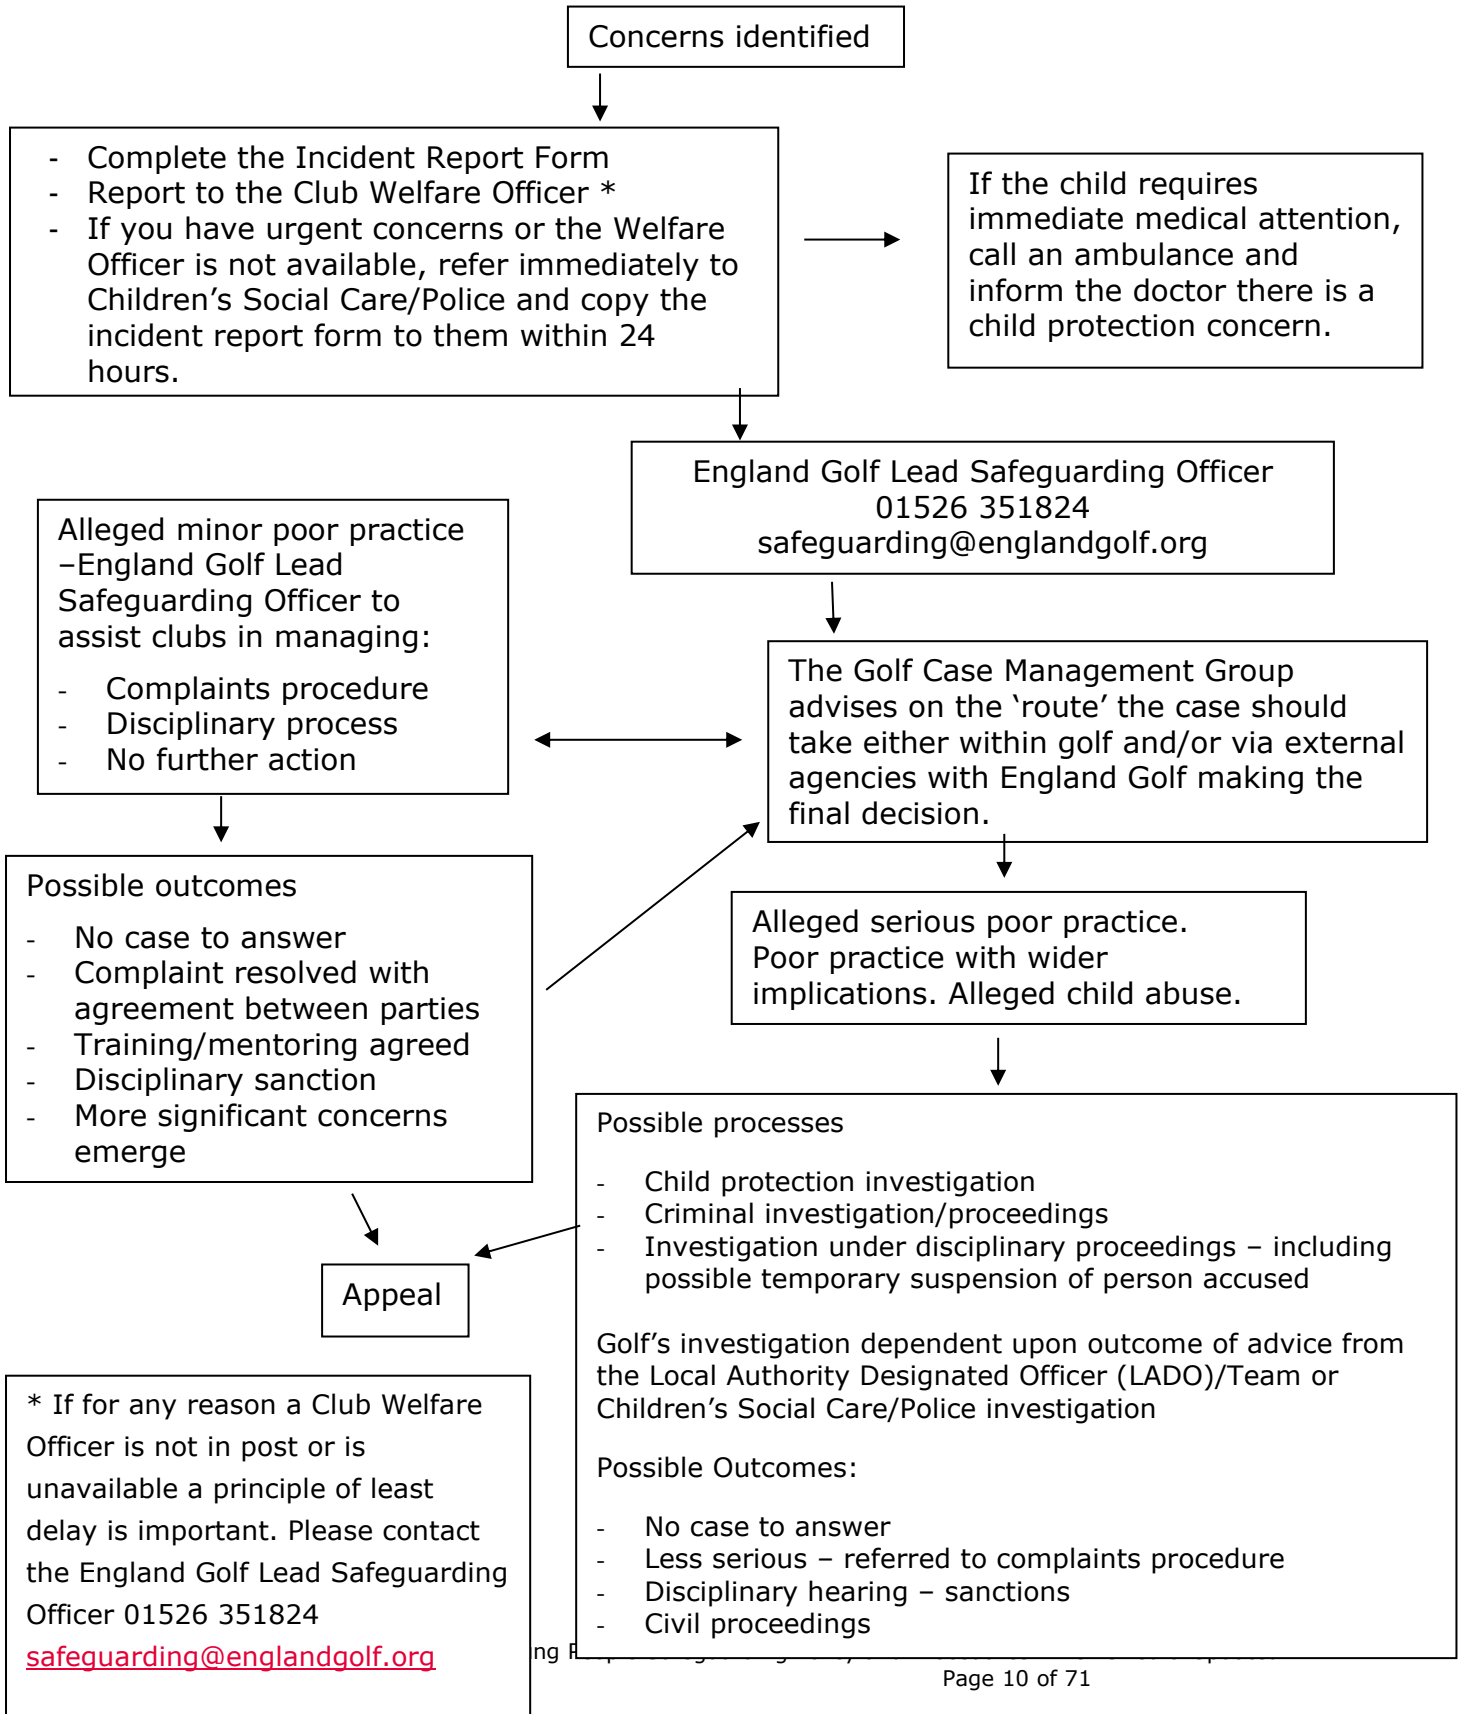 Concerns identified
- Complete the Incident Report Form
- Report to the Club Welfare Officer *
- If you have urgent concerns or the Welfare
Officer is not available, refer immediately to
Children’s Social Care/Police and copy the
incident report form to them within 24
hours.
If the child requires
immediate medical attention,
call an ambulance and
inform the doctor there is a
child protection concern.
England Golf Lead Safeguarding Officer
01526 351824
safeguarding@englandgolf.org
Alleged minor poor practice
–England Golf Lead
Safeguarding Officer to
assist clubs in managing:
- Complaints procedure
- Disciplinary process
- No further action
The Golf Case Management Group
advises on the ‘route’ the case should
take either within golf and/or via external
agencies with England Golf making the
final decision.
Possible outcomes
- No case to answer
- Complaint resolved with
agreement between parties
- Training/mentoring agreed
- Disciplinary sanction
- More significant concerns
emerge
Alleged serious poor practice.
Poor practice with wider
implications. Alleged child abuse.
Possible processes
- Child protection investigation
- Criminal investigation/proceedings
- Investigation under disciplinary proceedings – including
possible temporary suspension of person accused
Golf’s investigation dependent upon outcome of advice from
the Local Authority Designated Officer (LADO)/Team or
Children’s Social Care/Police investigation
Possible Outcomes:
- No case to answer
- Less serious – referred to complaints procedure
- Disciplinary hearing – sanctions
- Civil proceedings
Appeal
* If for any reason a Club Welfare
Officer is not in post or is
unavailable a principle of least
delay is important. Please contact
the England Golf Lead Safeguarding
Officer 01526 351824
safeguarding@englandgolf.org
Page 10 of 71